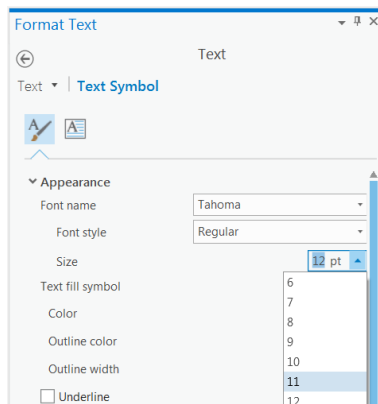 Format Text
Text
Text | Text Symbol
Appearance
Font name Tahoma
Font style Regular
Size 12 pt
Text fill symbol 6
7
Color 8
Outline color 9
10
Outline width 11
Underline 12